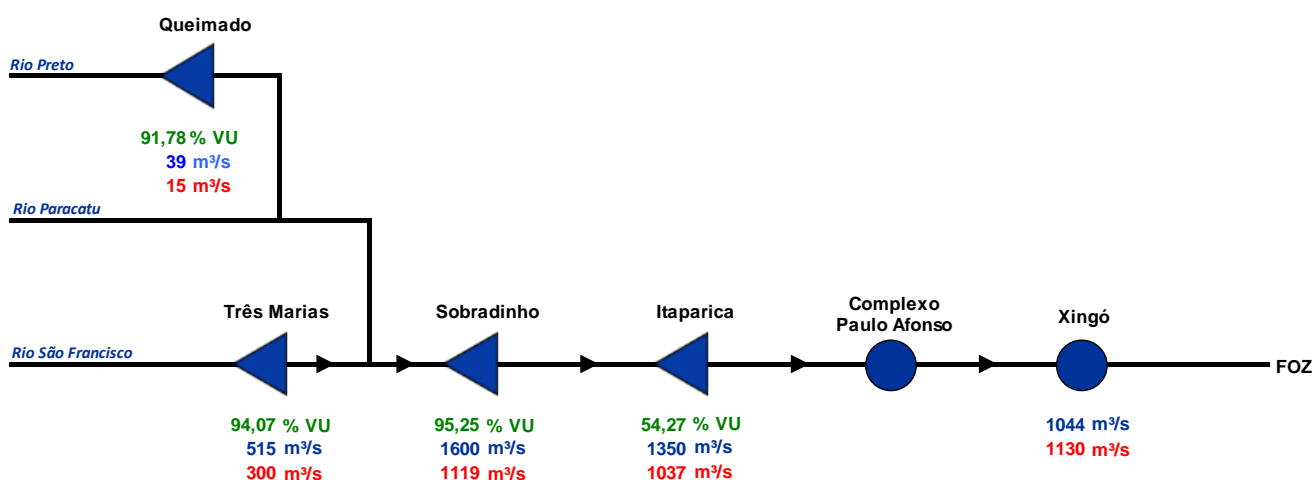 Queimado
Rio Preto
91,78 % VU
39 m³/s
15 m³/s
Rio Paracatu
Três Marias
Sobradinho
Itaparica
Complexo
Paulo Afonso
Xingó
Rio São Francisco
FOZ
94,07 % VU
515 m³/s
300 m³/s
95,25 % VU
1600 m³/s
1119 m³/s
54,27 % VU
1350 m³/s
1037 m³/s
1044 m³/s
1130 m³/s